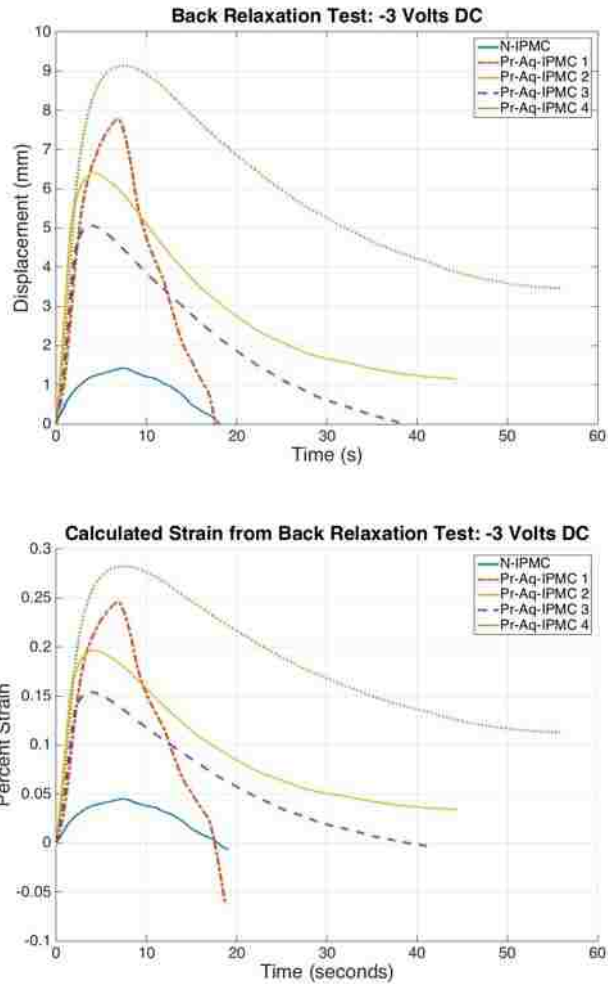 Back Relaxation Test: -3 Volts DC
10
9
8
7
6
5
4
3
2
1
0
Displacement (mm)
N-IPMC
Pr-Aq-IPMC 1
Pr-Aq-IPMC 2
Pr-Aq-IPMC 3
Pr-Aq-IPMC 4
0 10 20 30 40 50 60
Time (s)
Calculated Strain from Back Relaxation Test: -3 Volts DC
0.3
0.25
0.2
0.15
0.1
0.05
0
-0.05
-0.1
Percent Strain
N-IPMC
Pr-Aq-IPMC 1
Pr-Aq-IPMC 2
Pr-Aq-IPMC 3
Pr-Aq-IPMC 4
0 10 20 30 40 50 60
Time (seconds)